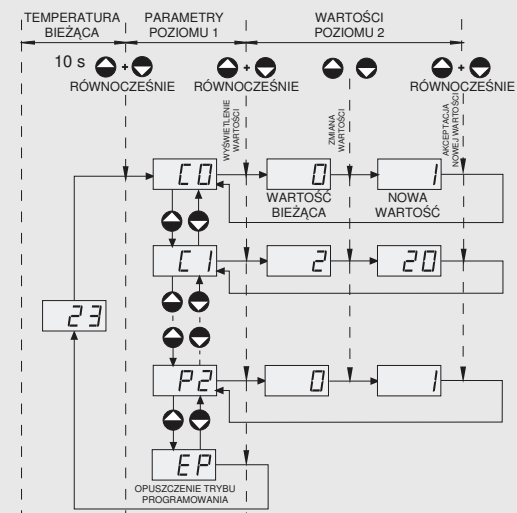 TEMPERATURA
BIEŻĄCA
PARAMETRY
POZIOMU 1
WARTOŚCI
POZIOMU 2
10 s
+
RÓWNOCZEŚNIE
+
RÓWNOCZEŚNIE
+
RÓWNOCZEŚNIE
WYŚWIETLENIE
WARTOŚCI
ZMIANA
WARTOŚCI
AKCEPTACJA
NOWEJ WARTOŚCI
C0
0
1
WARTOŚĆ
BIEŻĄCA
NOWA
WARTOŚĆ
C1
2
20
23
P2
0
1
EP
OPUSZCZENIE TRYBU
PROGRAMOWANIA